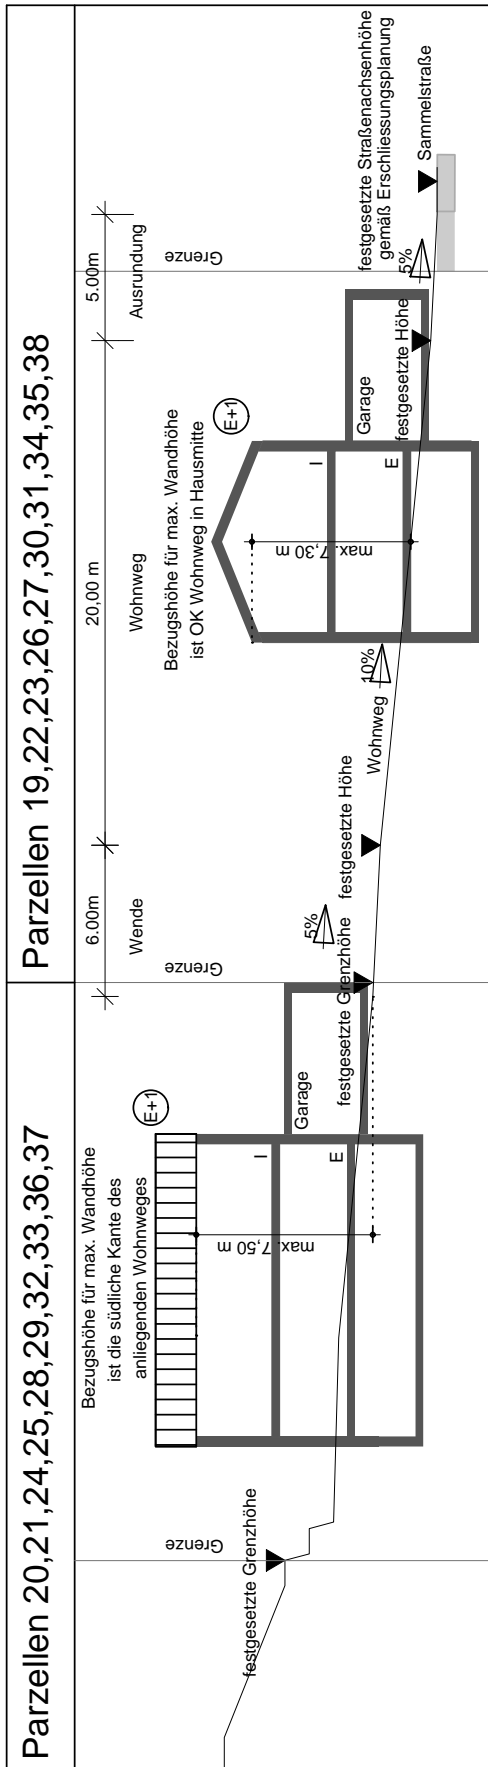 Parzellen 20,21,24,25,28,29,32,33,36,37
Parzellen 19,22,23,26,27,30,31,34,35,38
6.00m
20,00 m
5.00m
Wende
Wohnweg
Ausrundung
Bezugshöhe für max. Wandhöhe
ist die südliche Kante des
anliegenden Wohnweges
E+1
Grenze
Bezugshöhe für max. Wandhöhe
ist OK Wohnweg in Hausmitte
E+1
Grenze
Grenze
festgesetzte Grenzhöhe
I
E
max. 7,50 m
Garage
festgesetzte Grenzhöhe
5%
festgesetzte Höhe
Wohnweg
10%
I
E
max. 7,30 m
Garage
festgesetzte Höhe
5%
festgesetzte Straßenachsenhöhe
gemäß Erschliessungsplanung
Sammelstraße